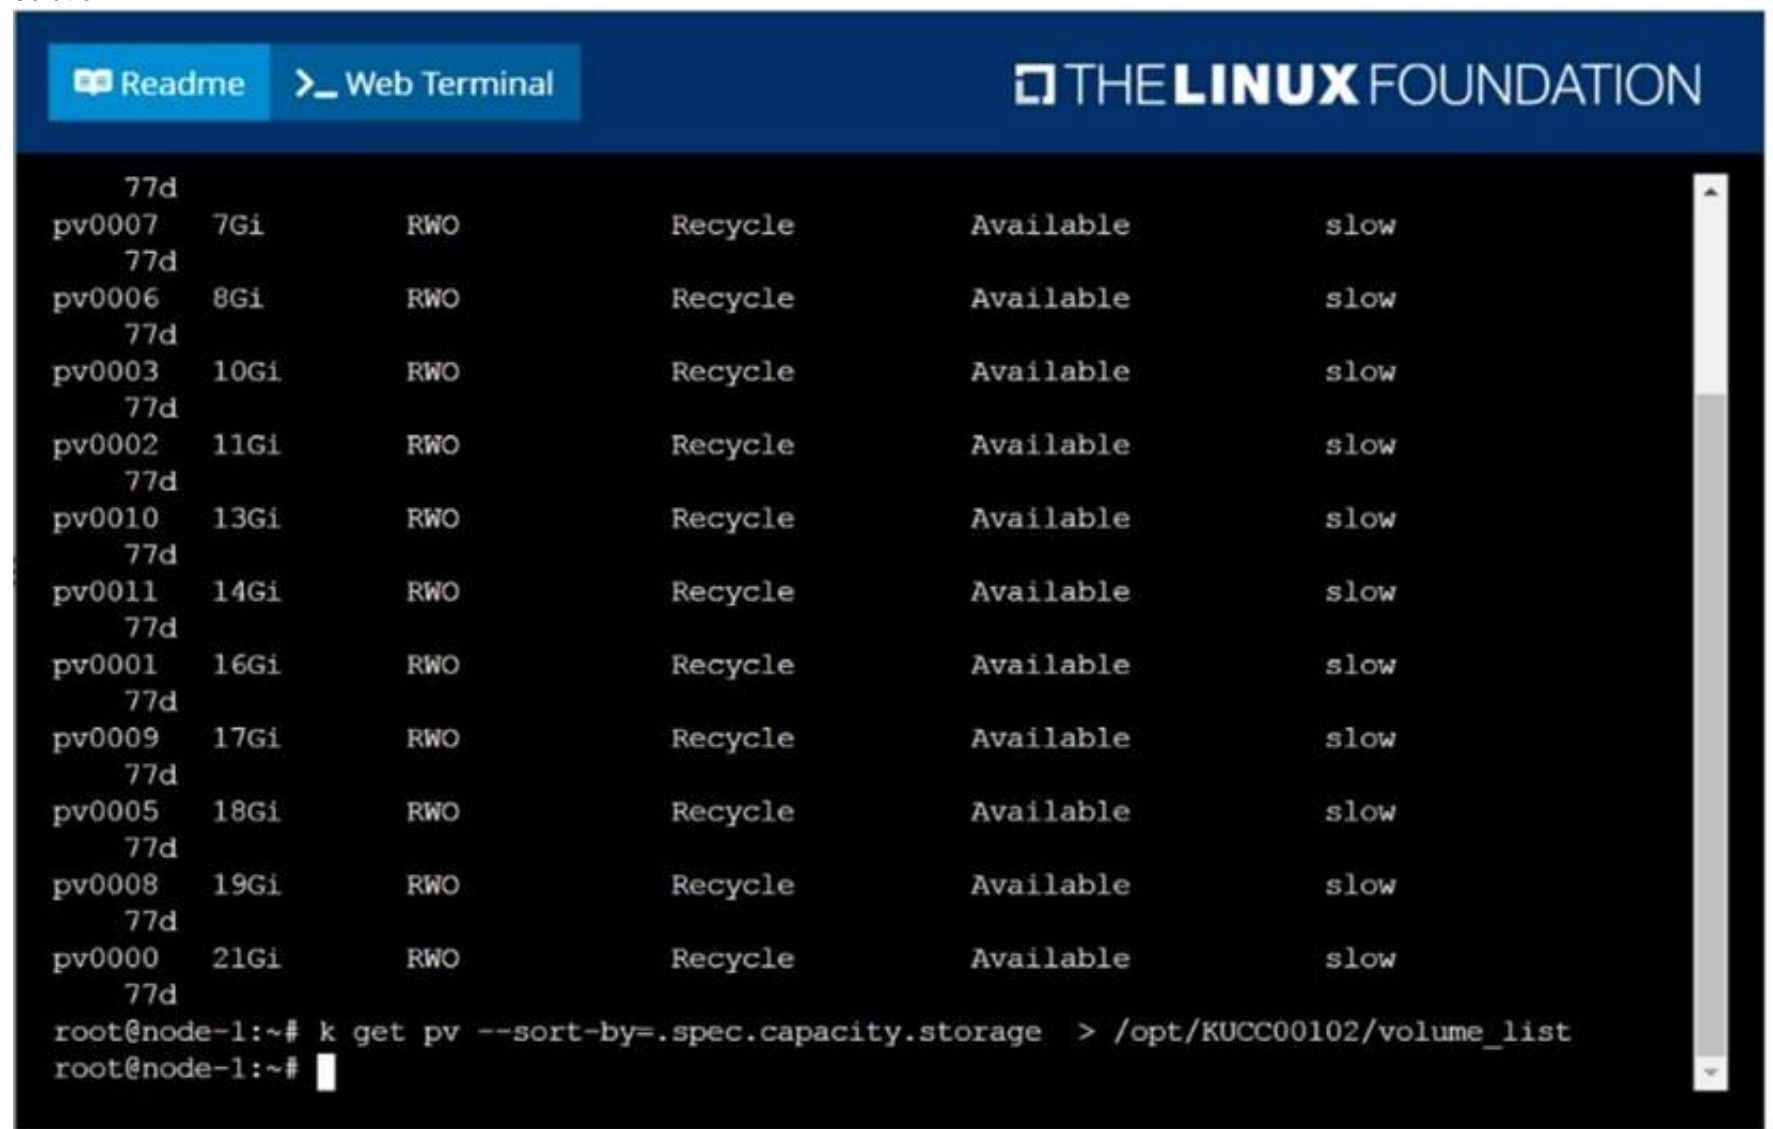 Readme
>_ Web Terminal
THE LINUX FOUNDATION
77d
pv0007 7Gi RWO Recycle Available slow
77d
pv0006 8Gi RWO Recycle Available slow
77d
pv0003 10Gi RWO Recycle Available slow
77d
pv0002 11Gi RWO Recycle Available slow
77d
pv0010 13Gi RWO Recycle Available slow
77d
pv0011 14Gi RWO Recycle Available slow
77d
pv0001 16Gi RWO Recycle Available slow
77d
pv0009 17Gi RWO Recycle Available slow
77d
pv0005 18Gi RWO Recycle Available slow
77d
pv0008 19Gi RWO Recycle Available slow
77d
pv0000 21Gi RWO Recycle Available slow
77d
root@node-1:~# k get pv --sort-by=.spec.capacity.storage > /opt/KUCC00102/volume_list
root@node-1:~#